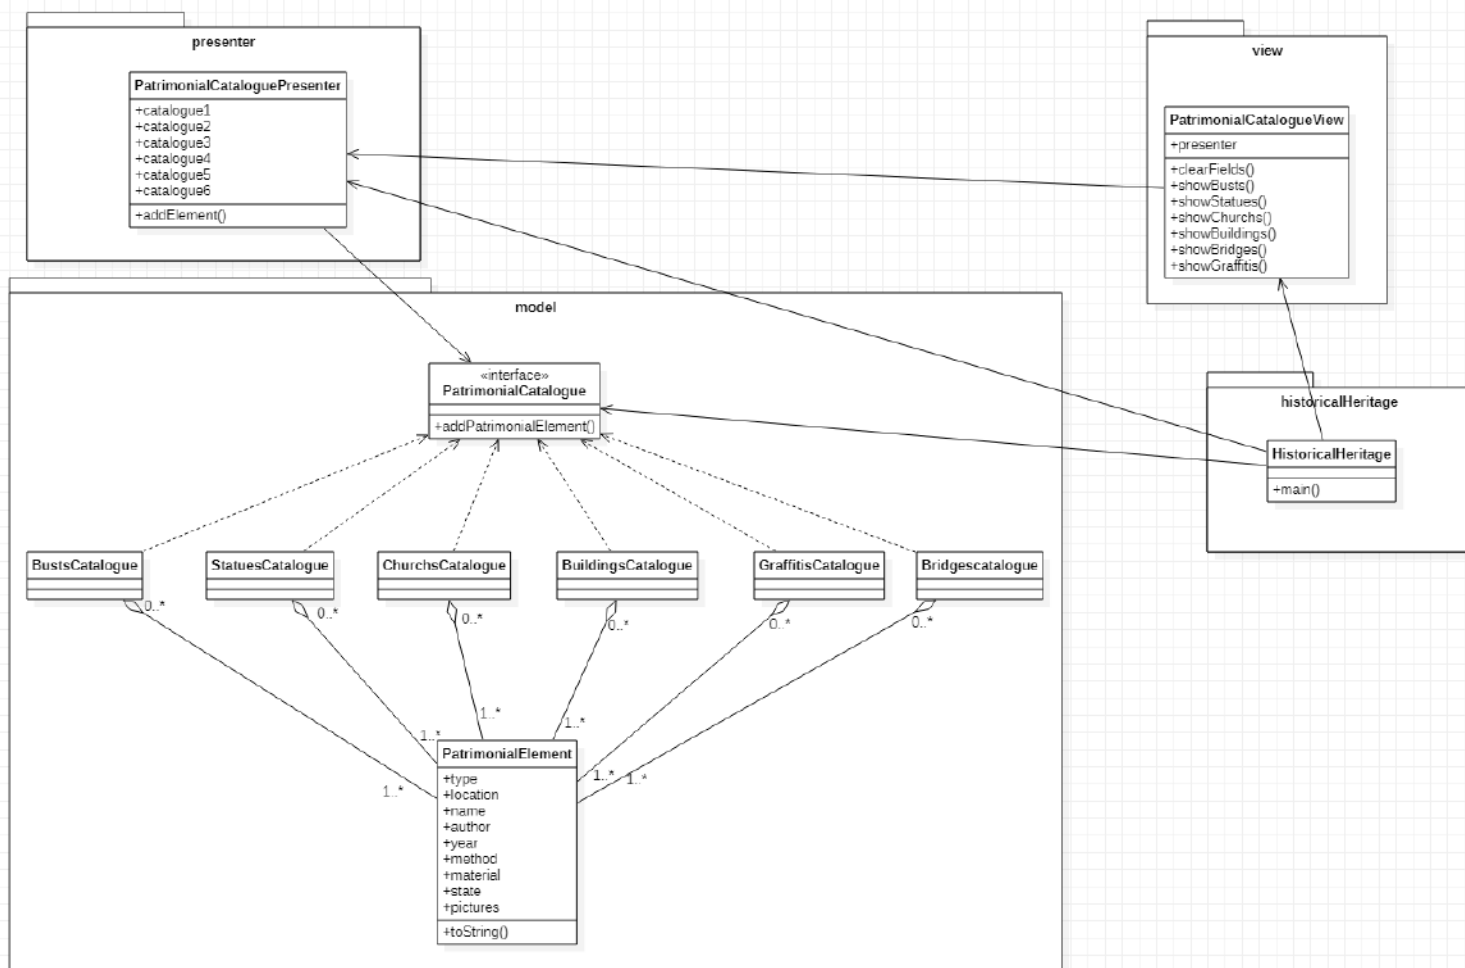 presenter
PatrimonialCataloguePresenter
+catalogue1
+catalogue2
+catalogue3
+catalogue4
+catalogue5
+catalogue6
+addElement()
view
PatrimonialCatalogueView
+presenter
+clearFields()
+showBusts()
+showStatues()
+showChurchs()
+showBuildings()
+showBridges()
+showGraffitis()
model
«interface»
PatrimonialCatalogue
+addPatrimonialElement()
historicalHeritage
HistoricalHeritage
+main()
BustsCatalogue
StatuesCatalogue
ChurchsCatalogue
BuildingsCatalogue
GraffitisCatalogue
Bridgescatalogue
0..*
0..*
0..*
0..*
0..*
0..*
1..*
1..*
1..*
1..*
1..*
1..*
PatrimonialElement
+type
+location
+name
+author
+year
+method
+material
+state
+pictures
+toString()